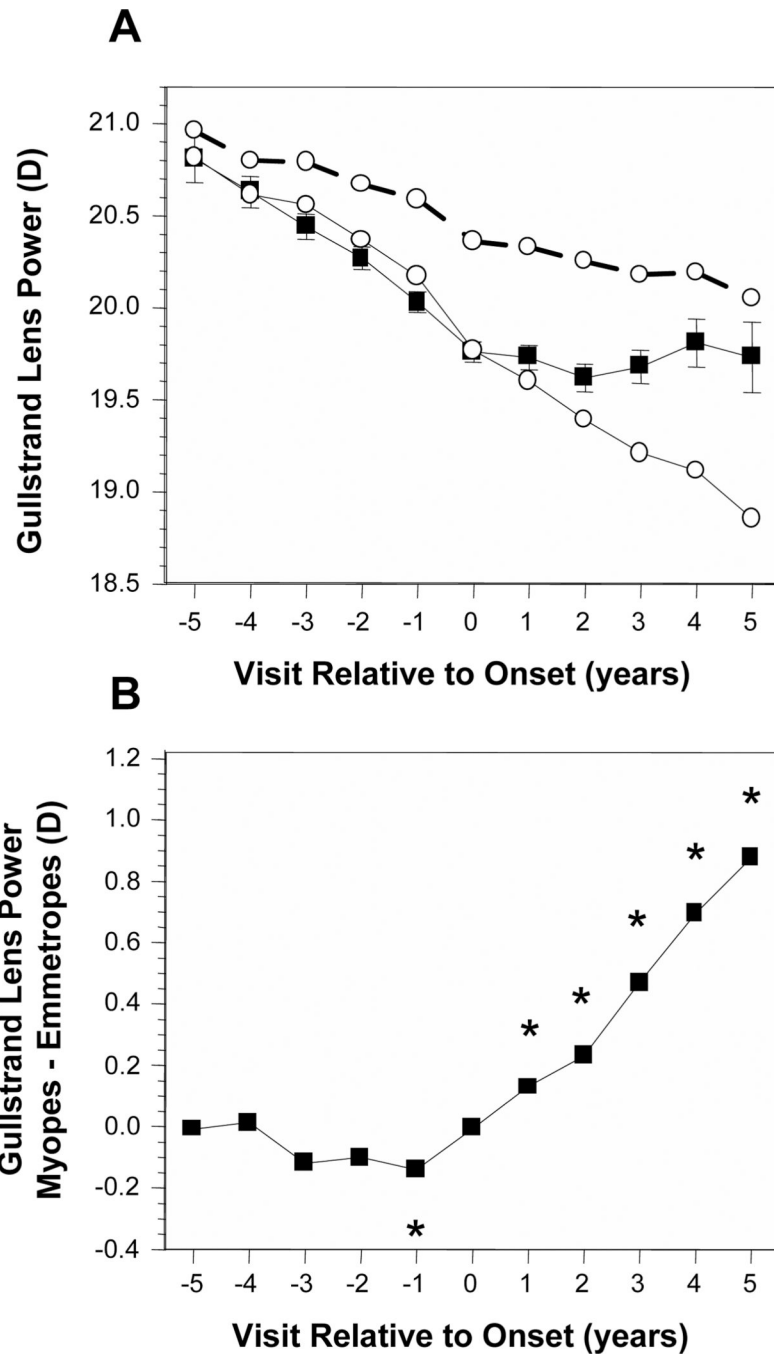 A
Gullstrand Lens Power (D)
21.0
20.5
20.0
19.5
19.0
18.5
-5 -4 -3 -2 -1 0 1 2 3 4 5
Visit Relative to Onset (years)
B
Gullstrand Lens Power
Myopes - Emmetropes (D)
1.2
1.0
0.8
0.6
0.4
0.2
0.0
-0.2
-0.4
*
*
*
*
*
*
-5 -4 -3 -2 -1 0 1 2 3 4 5
Visit Relative to Onset (years)